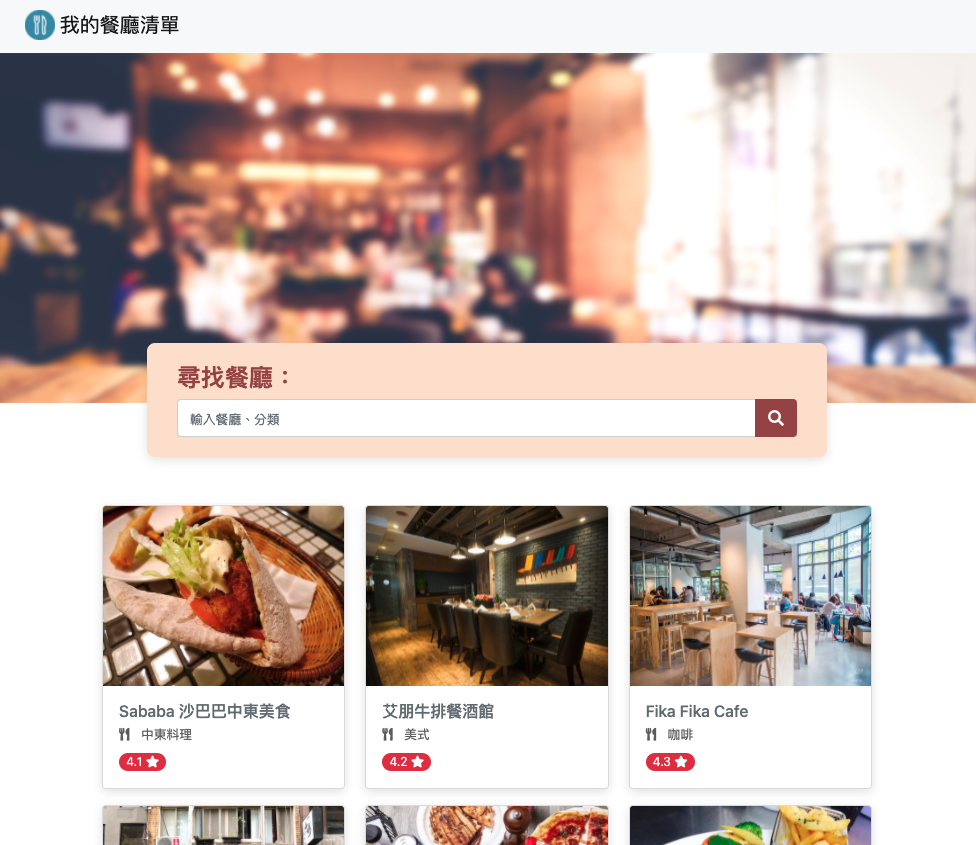 我的餐廳清單
尋找餐廳：
輸入餐廳、分類
Sababa 沙巴巴中東美食
中東料理
4.1
艾朋牛排餐酒館
美式
4.2
Fika Fika Cafe
咖啡
4.3